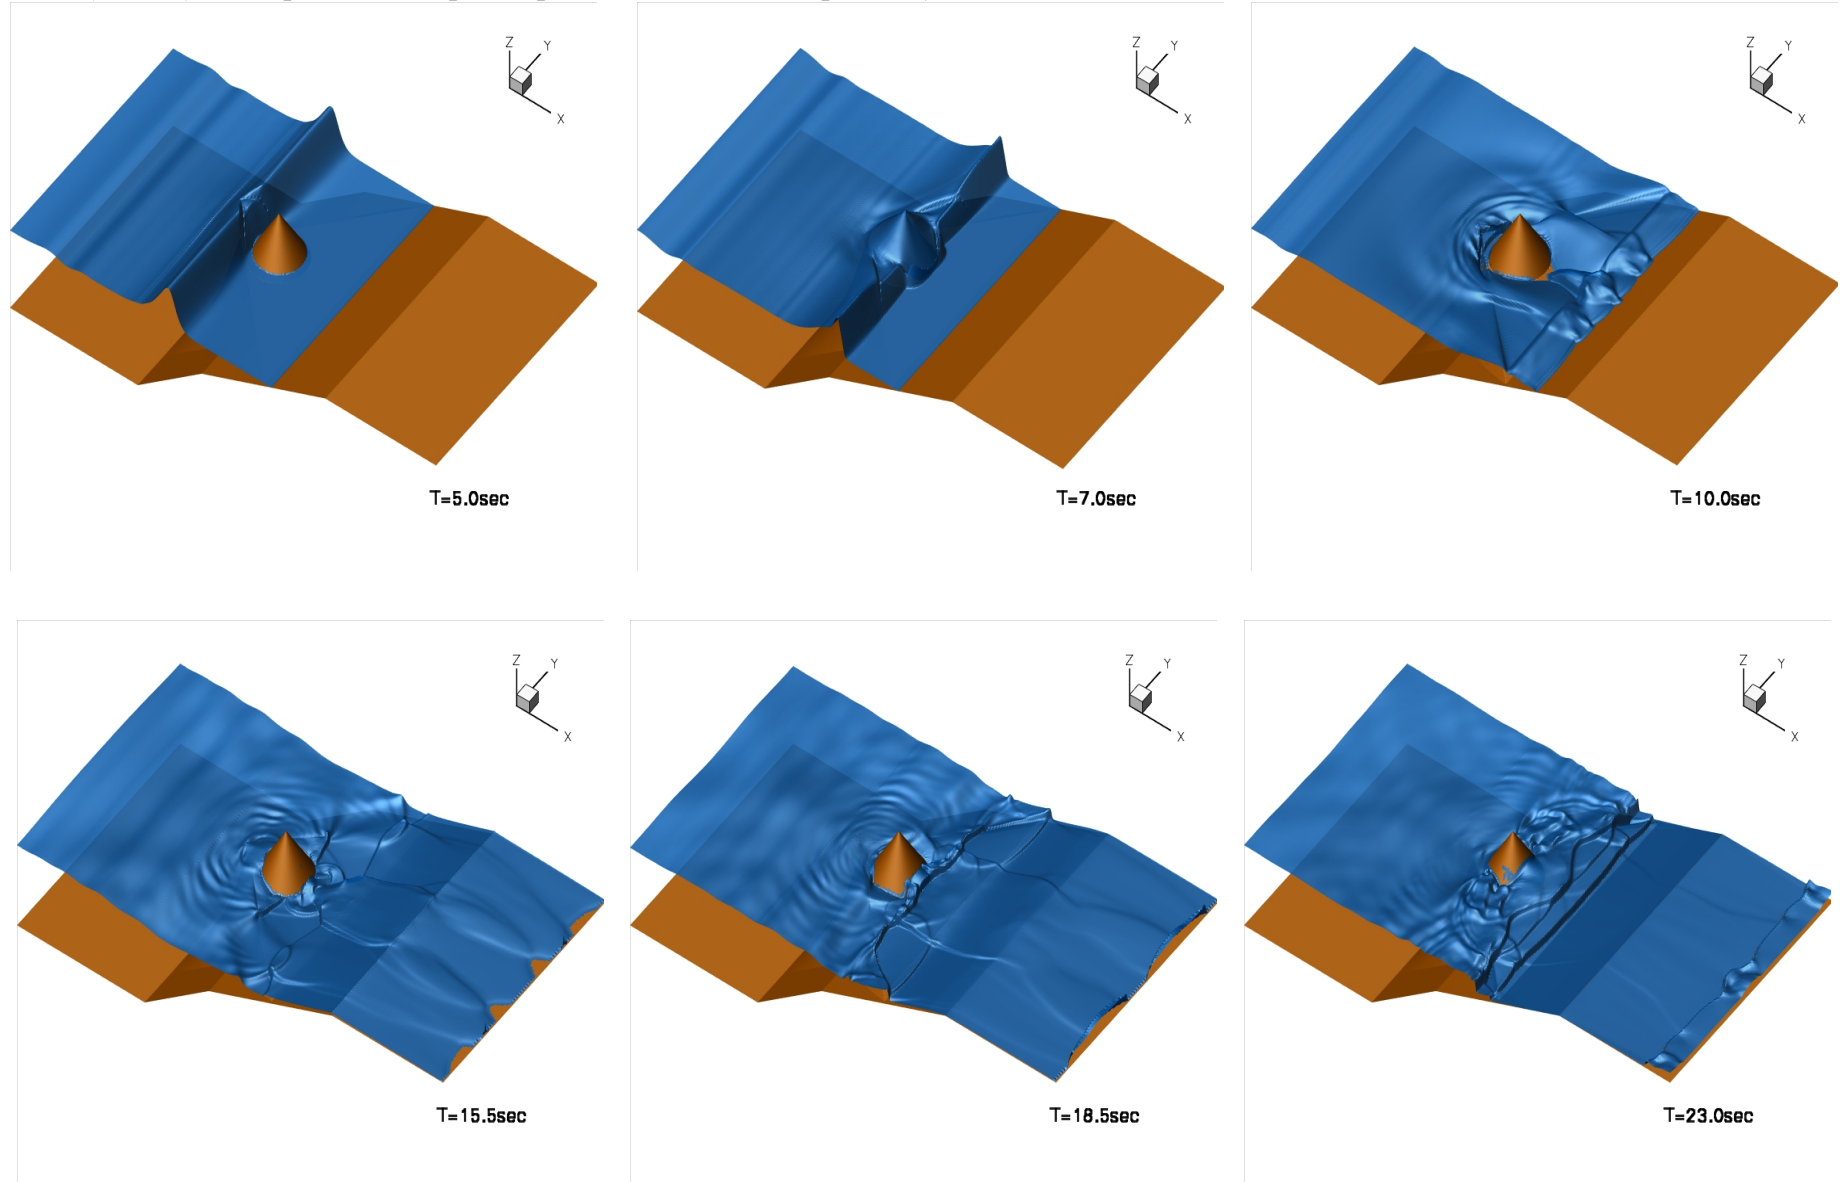 Z Y
X
Z Y
X
Z Y
X
T=5.0sec
T=7.0sec
T=10.0sec
Z Y
X
Z Y
X
Z Y
X
T=15.5sec
T=18.5sec
T=23.0sec